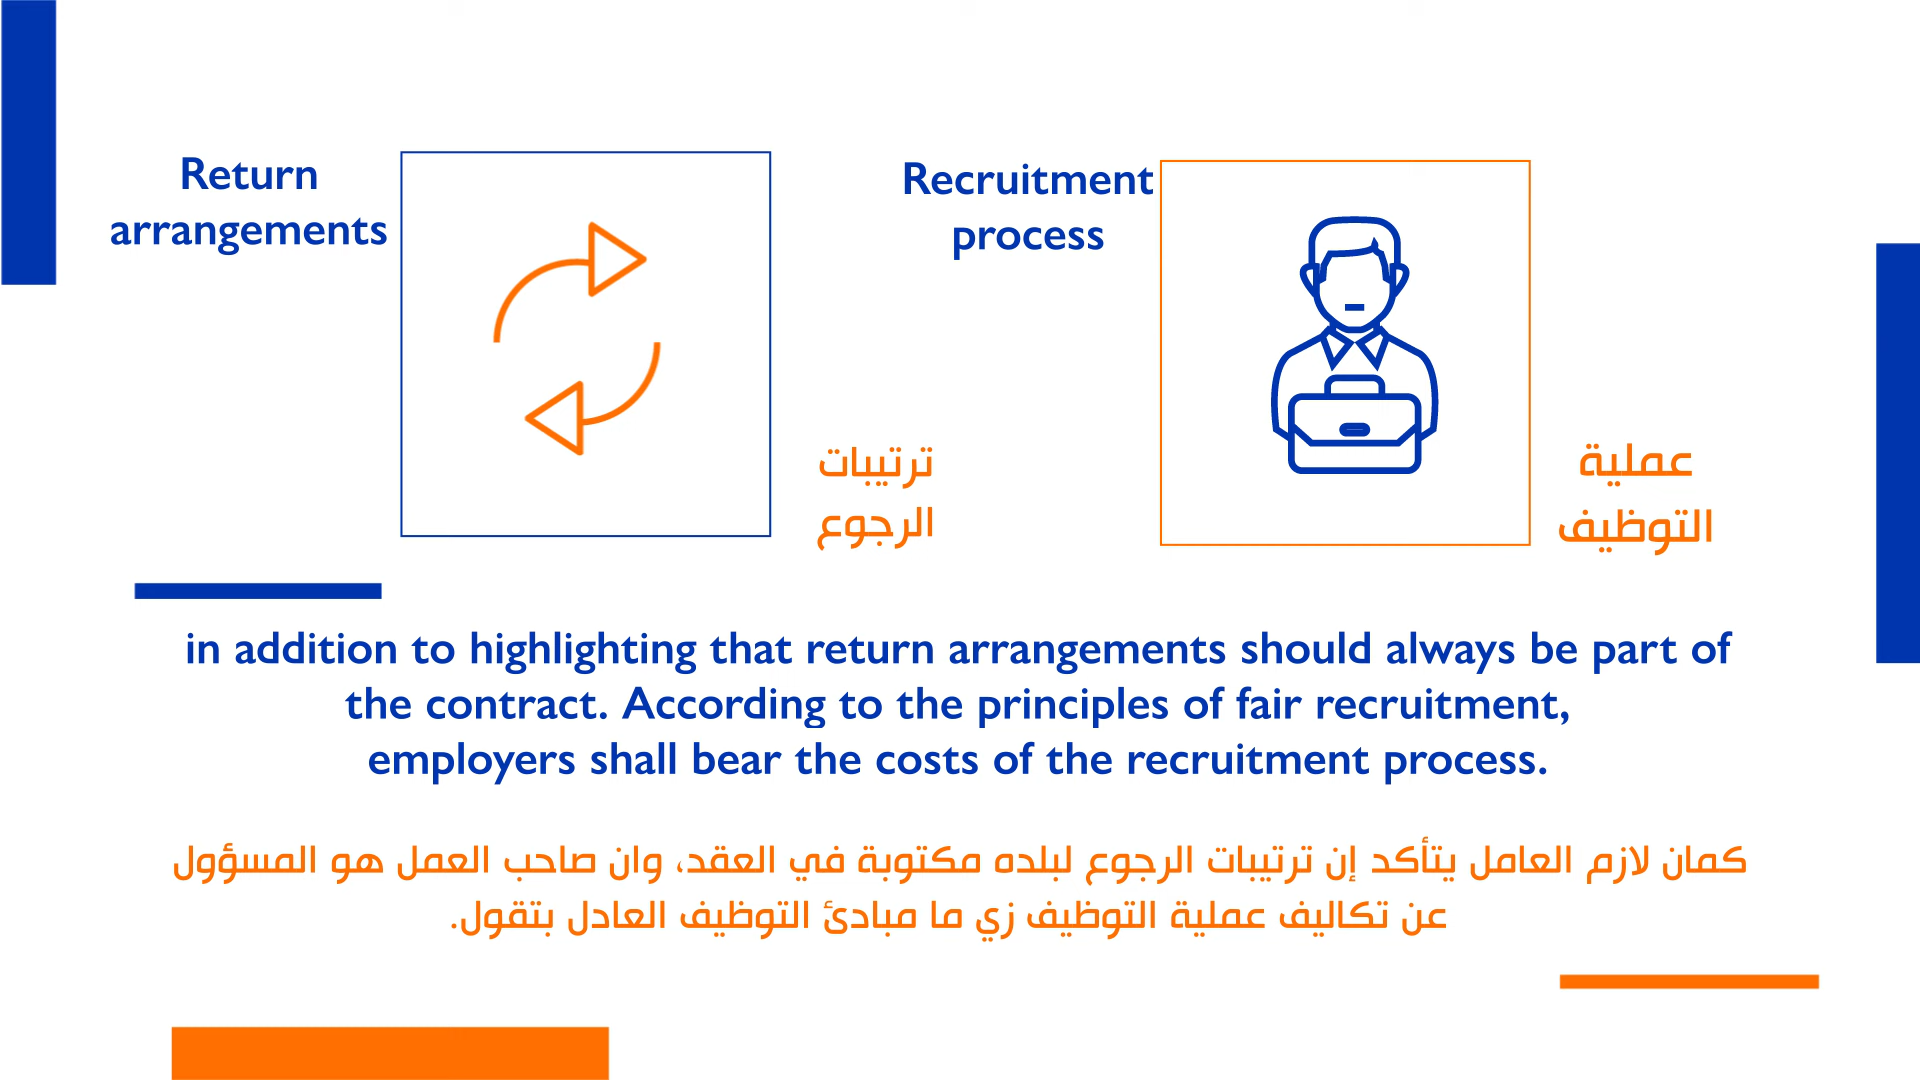 Return
arrangements
ترتيبات
الرجوع
Recruitment
process
عملية
التوظيف
in addition to highlighting that return arrangements should always be part of
the contract. According to the principles of fair recruitment,
employers shall bear the costs of the recruitment process.
كمان لازم العامل يتأكد إن ترتيبات الرجوع لبلده مكتوبة في العقد، وان صاحب العمل هو المسؤول
عن تكاليف عملية التوظيف زي ما مبادئ التوظيف العادل بتقول.